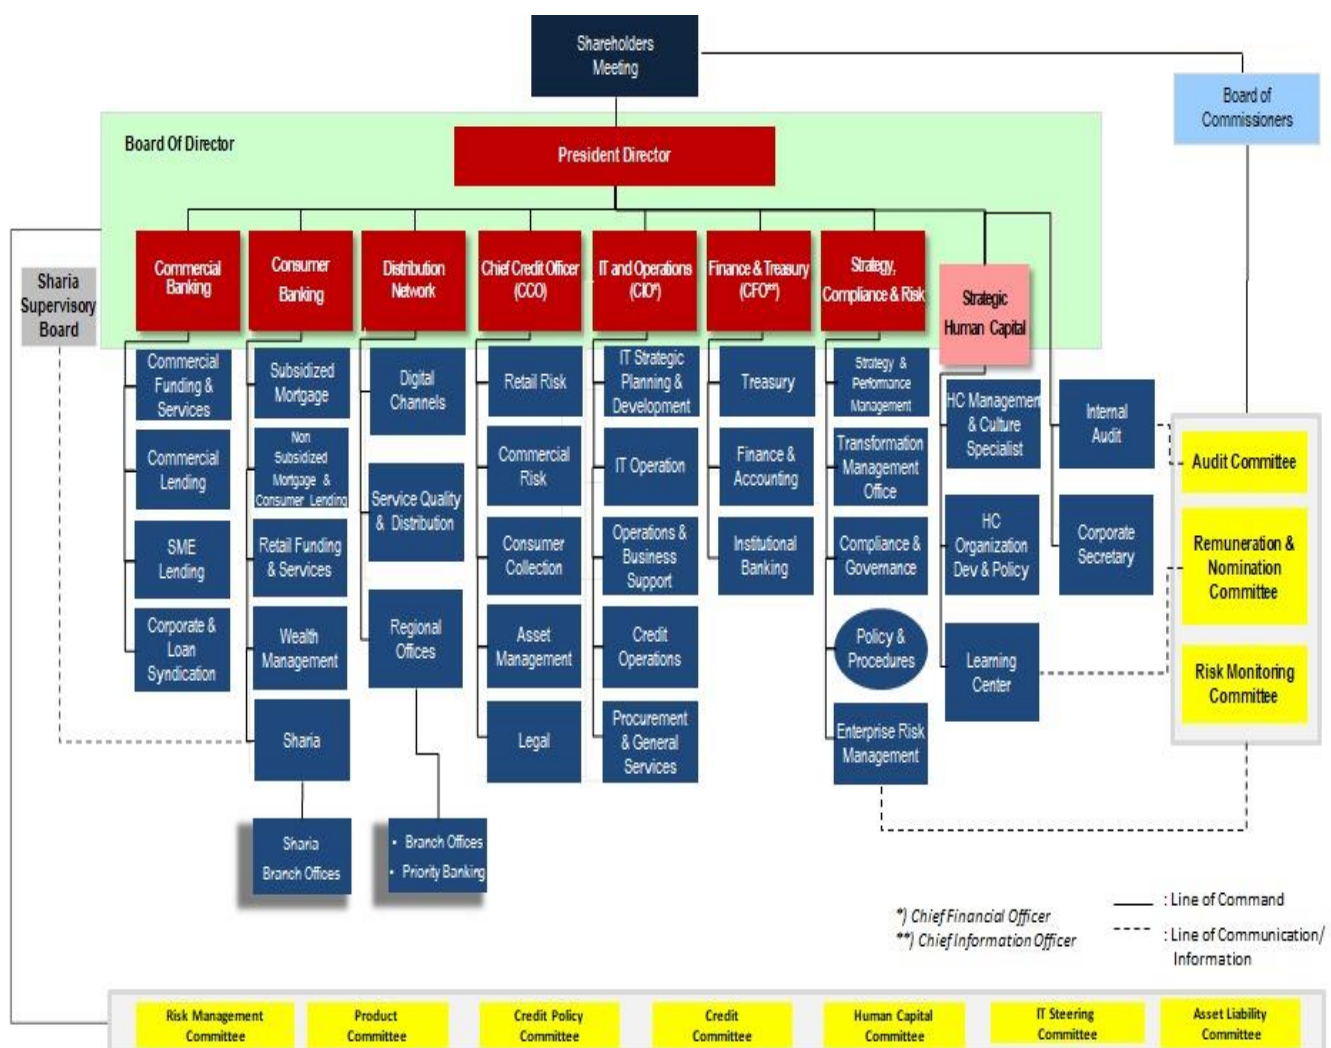 Shareholders
Meeting
Board of
Commissioners
Board Of Director
President Director
Sharia
Supervisory
Board
Commercial
Banking
Consumer
Banking
Distribution
Network
Chief Credit Officer
(CCO)
IT and Operations
(CIO*)
Finance & Treasury
(CFO**)
Strategy,
Compliance & Risk
Strategic
Human Capital
Commercial
Funding &
Services
Commercial
Lending
SME
Lending
Corporate &
Loan
Syndication
Subsidized
Mortgage
Non
Subsidized
Mortgage &
Consumer Lending
Retail Funding
& Services
Wealth
Management
Sharia
Sharia
Branch Offices
Digital
Channels
Service Quality
& Distribution
Regional
Offices
• Branch Offices
• Priority Banking
Retail Risk
Commercial
Risk
Consumer
Collection
Asset
Management
Legal
IT Strategic
Planning &
Development
IT Operation
Operations &
Business
Support
Credit
Operations
Procurement
& General
Services
Treasury
Finance &
Accounting
Institutional
Banking
Strategy &
Performance
Management
Transformation
Management
Office
Compliance &
Governance
Policy &
Procedures
Enterprise Risk
Management
HC Management
& Culture
Specialist
HC
Organization
Dev & Policy
Learning
Center
Internal
Audit
Corporate
Secretary
Audit Committee
Remuneration &
Nomination
Committee
Risk Monitoring
Committee
*) Chief Financial Officer
**) Chief Information Officer
: Line of Command
: Line of Communication/
Information
Risk Management
Committee
Product
Committee
Credit Policy
Committee
Credit
Committee
Human Capital
Committee
IT Steering
Committee
Asset Liability
Committee